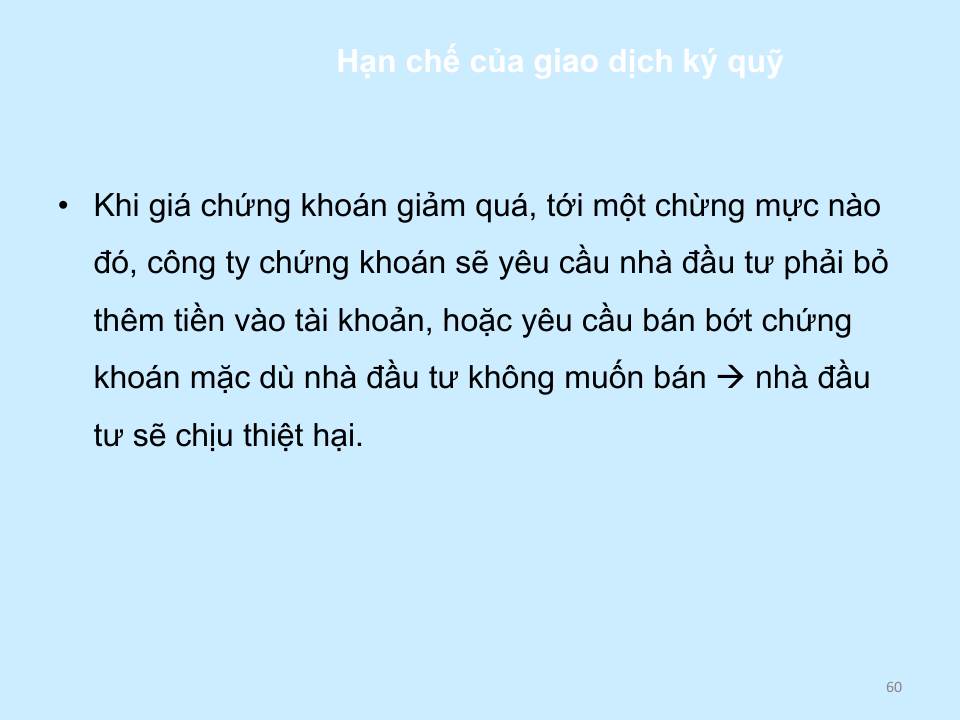 Hạn chế của giao dịch ký quỹ
• Khi giá chứng khoán giảm quá, tới một chừng mực nào
đó, công ty chứng khoán sẽ yêu cầu nhà đầu tư phải bỏ
thêm tiền vào tài khoản, hoặc yêu cầu bán bớt chứng
khoán mặc dù nhà đầu tư không muốn bán → nhà đầu
tư sẽ chịu thiệt hại.
60